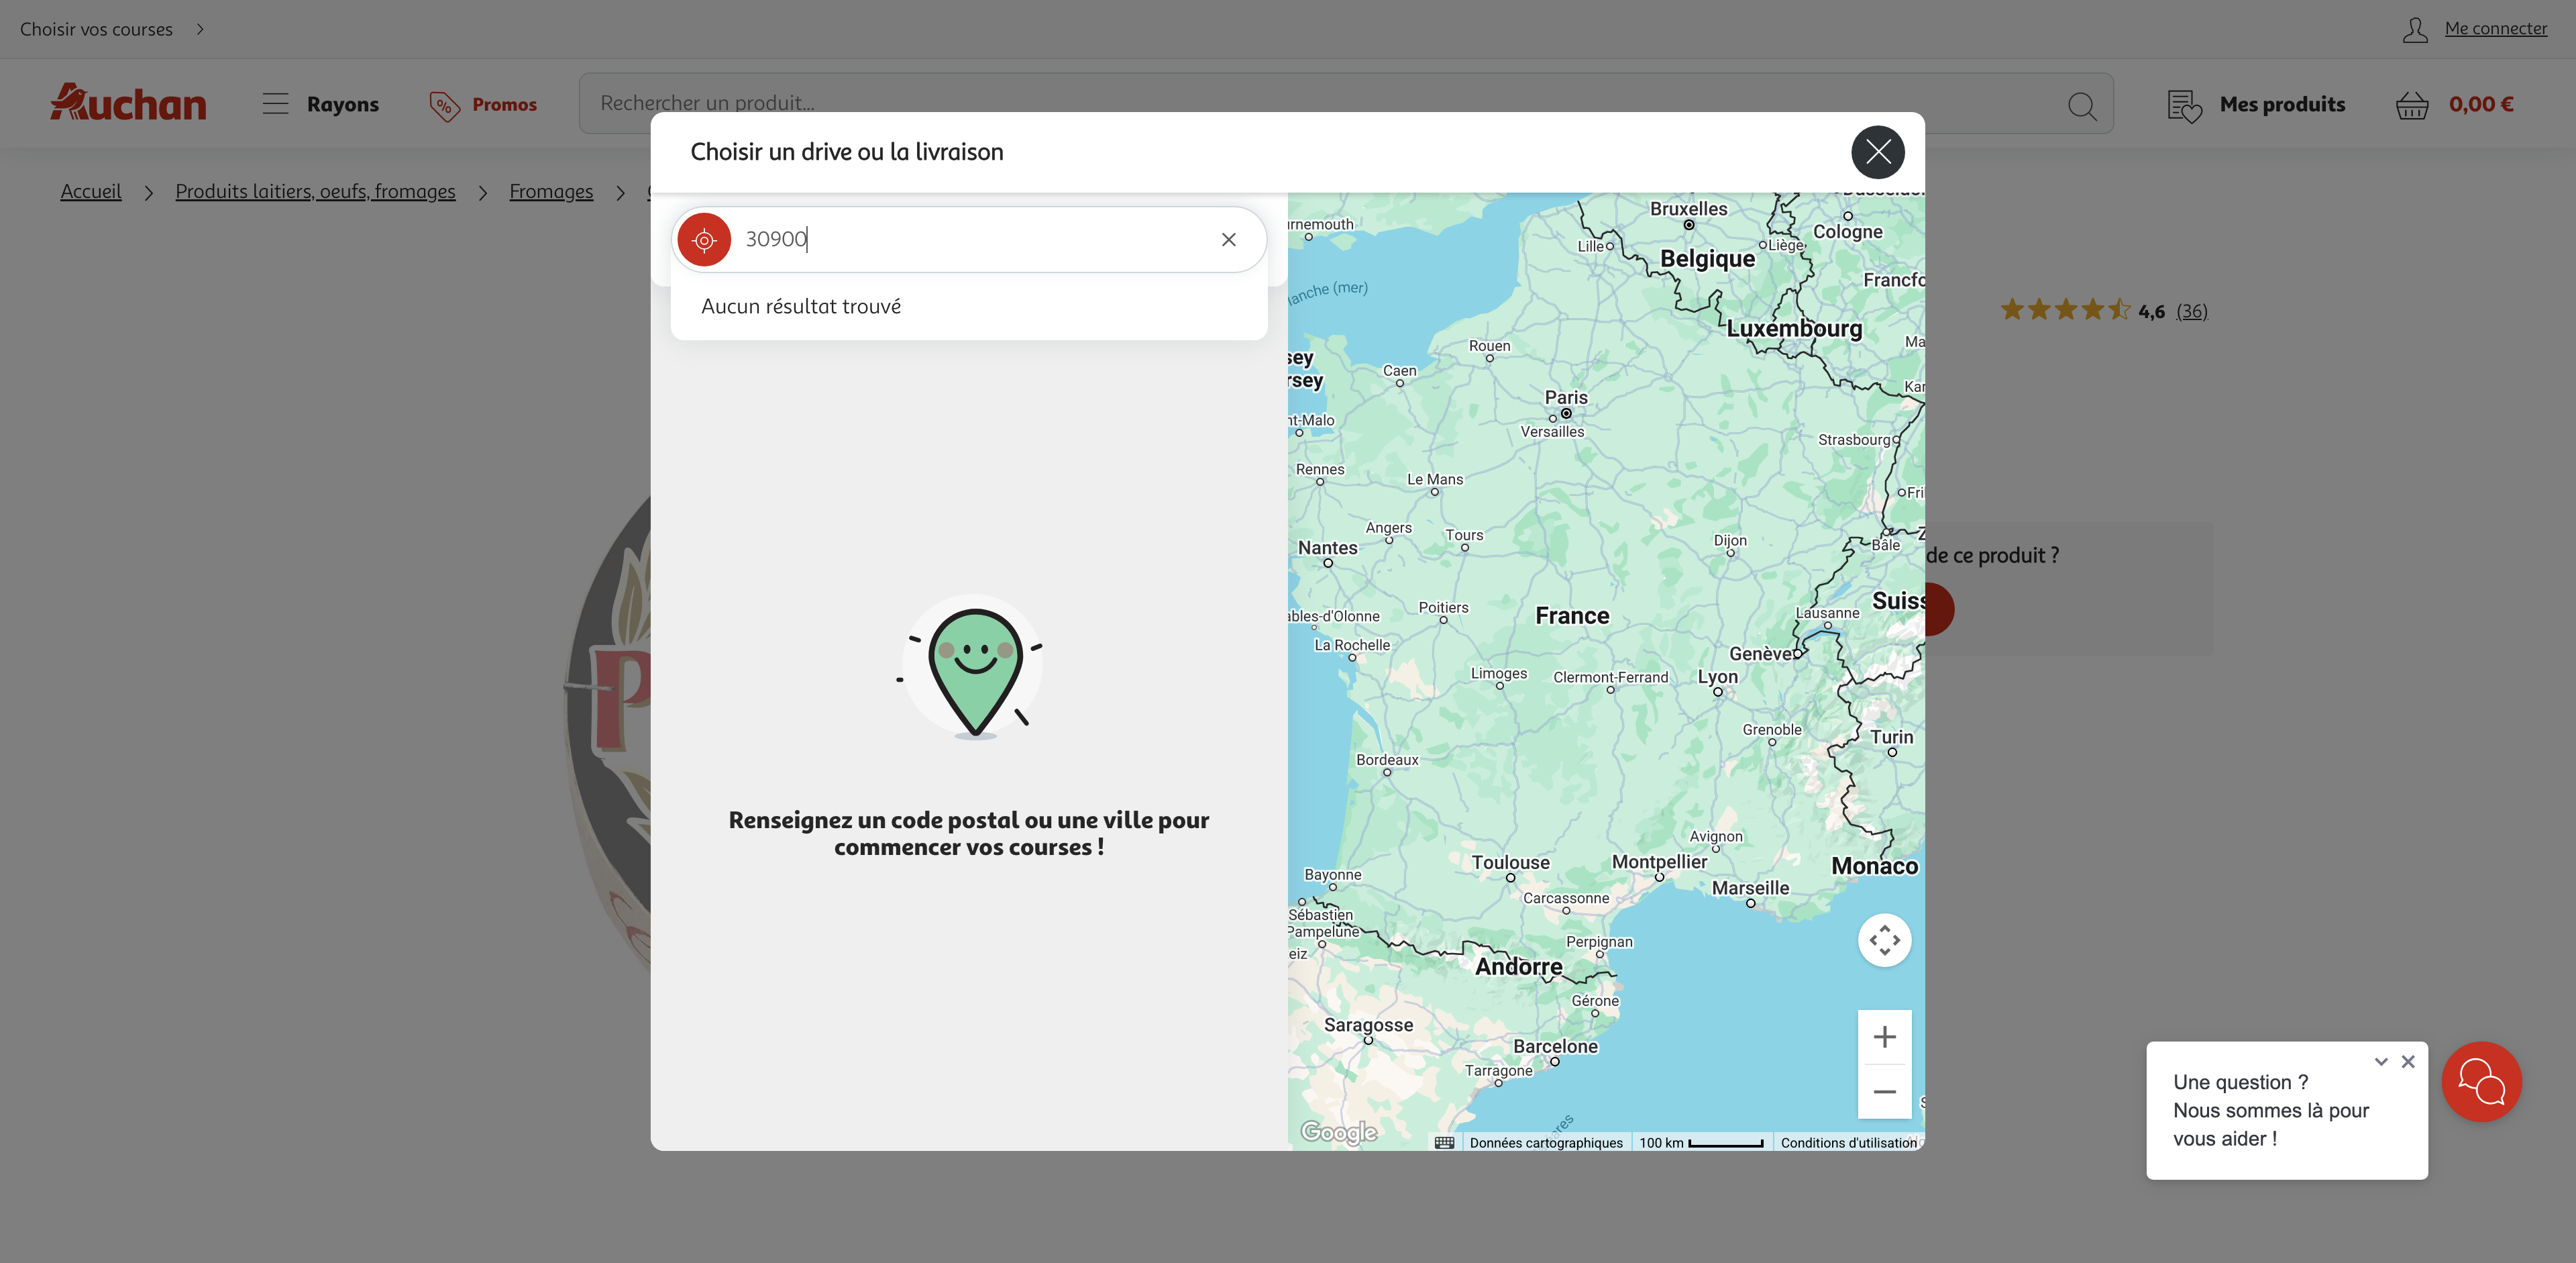 Choisir vos courses
Me connecter
Auchan
Rayons
Promos
Rechercher un produit...
Mes produits
0,00 €
Choisir un drive ou la livraison
Accueil
Produits laitiers, oeufs, fromages
Fromages
30900
Aucun résultat trouvé
4,6 (36)
de ce produit ?
Renseignez un code postal ou une ville pour
commencer vos courses !
Bruxelles
Cologne
Lille
Liège
Belgique
Luxembourg
Rouen
Caen
Paris
Versailles
Strasbourg
Rennes
Le Mans
Angers
Tours
Nantes
Dijon
Bâle
Poitiers
France
Lausanne
La Rochelle
Genève
Limoges
Clermont-Ferrand
Lyon
Grenoble
Turin
Bordeaux
Avignon
Toulouse
Montpellier
Monaco
Bayonne
Marseille
Carcassonne
Sébastien
Pampelune
Perpignan
Andorre
Gérone
Saragosse
Barcelone
Tarragone
Google
Données cartographiques
100 km
Conditions d'utilisation
Une question ?
Nous sommes là pour
vous aider !